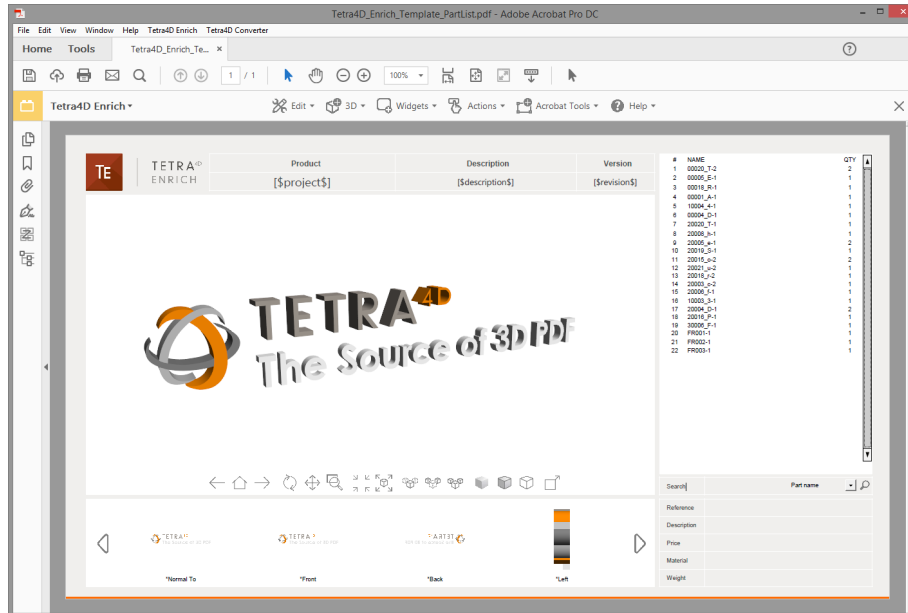 Tetra4D_Enrich_Template_PartList.pdf - Adobe Acrobat Pro DC
File Edit View Window Help Tetra4D Enrich Tetra4D Converter
Home Tools Tetra4D_Enrich_Te... ×
1 / 1 100%
Tetra4D Enrich Edit 3D Widgets Actions Acrobat Tools Help
TE TETRA4D ENRICH
Product Description Version
[$project$] [$description$] [$revision$]
# NAME QTY
1 00020_T-2 2
2 00005_E-1 1
3 00018_R-1 1
4 00001_A-1 1
5 10004_4-1 1
6 00004_D-1 1
7 20020_T-1 1
8 20008_h-1 1
9 20005_e-1 2
10 20019_S-1 1
11 20015_o-2 2
12 20021_u-2 1
13 20018_r-2 1
14 20003_c-2 1
15 20006_f-1 1
16 10003_3-1 1
17 20004_D-1 2
18 20016_P-1 1
19 30006_F-1 1
20 FR001-1 1
21 FR002-1 1
22 FR003-1 1
TETRA4D
The Source of 3D PDF
Search Part name
Reference
Description
Price
Material
Weight
*Normal To *Front *Back *Left